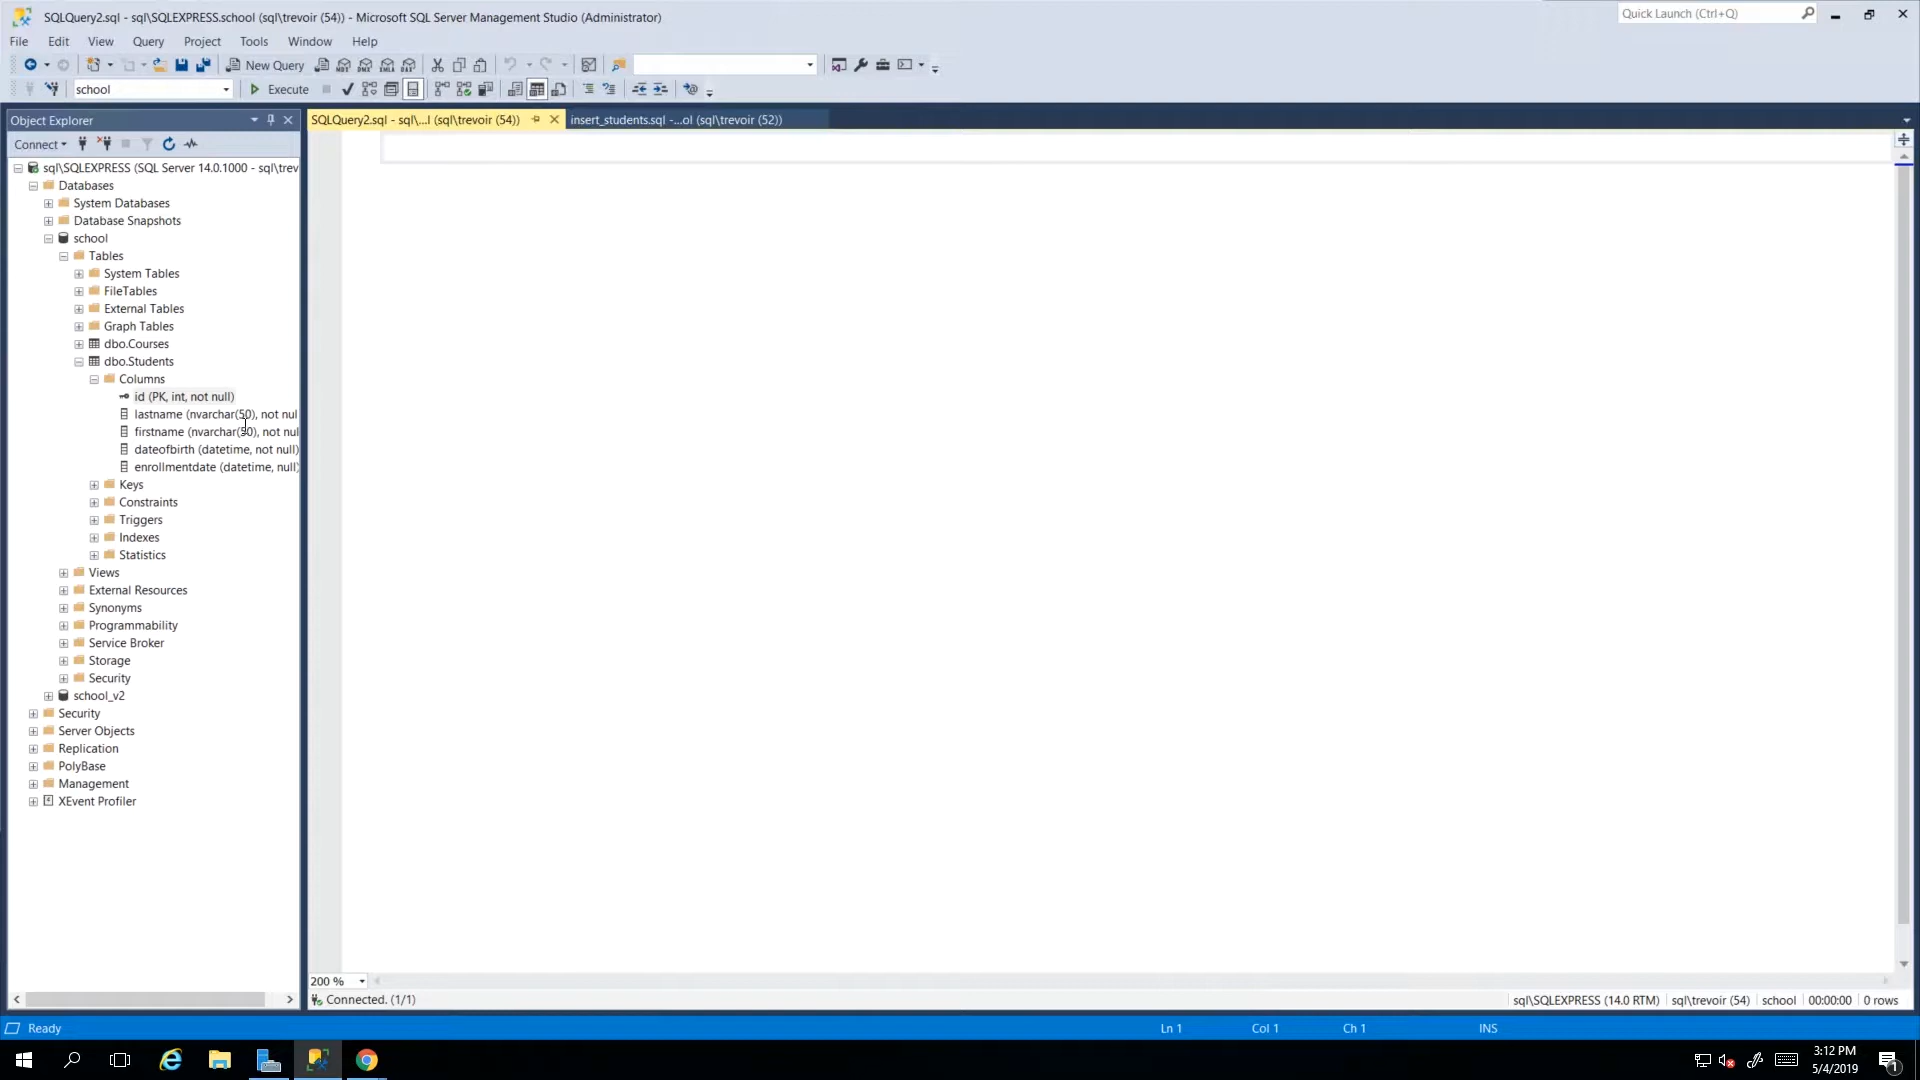 SQLQuery2.sql - sql\SQLEXPRESS.school (sql\trevoir (54)) - Microsoft SQL Server Management Studio (Administrator)
Quick Launch (Ctrl+Q)
File Edit View Query Project Tools Window Help
New Query
MDX DMX XMLA DAX
school
Execute
Object Explorer
SQLQuery2.sql - sql\...l (sql\trevoir (54))
insert_students.sql -...ol (sql\trevoir (52))
Connect
sql\SQLEXPRESS (SQL Server 14.0.1000 - sql\trev
Databases
System Databases
Database Snapshots
school
Tables
System Tables
FileTables
External Tables
Graph Tables
dbo.Courses
dbo.Students
Columns
id (PK, int, not null)
lastname (nvarchar(50), not nul
firstname (nvarchar(50), not nul
dateofbirth (datetime, not null)
enrollmentdate (datetime, null)
Keys
Constraints
Triggers
Indexes
Statistics
Views
External Resources
Synonyms
Programmability
Service Broker
Storage
Security
school_v2
Security
Server Objects
Replication
PolyBase
Management
XEvent Profiler
200 %
Connected. (1/1)
sql\SQLEXPRESS (14.0 RTM) sql\trevoir (54) school 00:00:00 0 rows
Ready
Ln 1 Col 1 Ch 1 INS
3:12 PM
5/4/2019
1